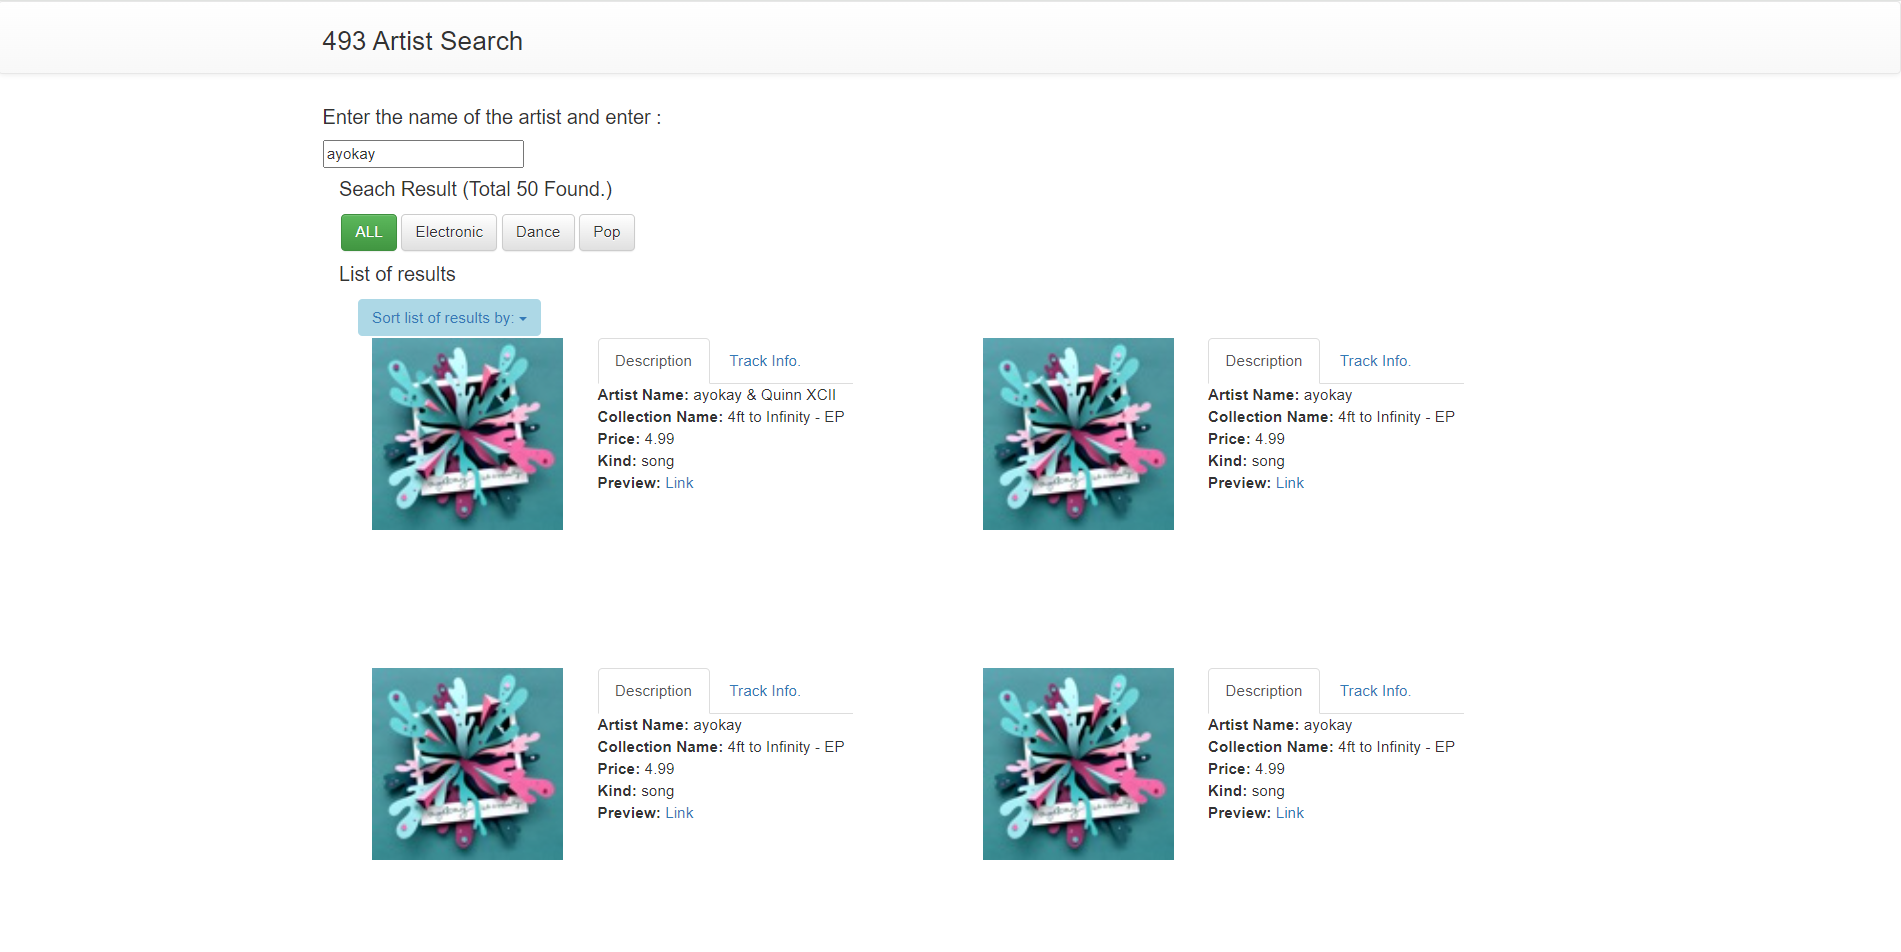 493 Artist Search
Enter the name of the artist and enter :
ayokay
Seach Result (Total 50 Found.)
ALL Electronic Dance Pop
List of results
Sort list of results by:
Description Track Info.
Artist Name: ayokay & Quinn XCII
Collection Name: 4ft to Infinity - EP
Price: 4.99
Kind: song
Preview: Link
Description Track Info.
Artist Name: ayokay
Collection Name: 4ft to Infinity - EP
Price: 4.99
Kind: song
Preview: Link
Description Track Info.
Artist Name: ayokay
Collection Name: 4ft to Infinity - EP
Price: 4.99
Kind: song
Preview: Link
Description Track Info.
Artist Name: ayokay
Collection Name: 4ft to Infinity - EP
Price: 4.99
Kind: song
Preview: Link